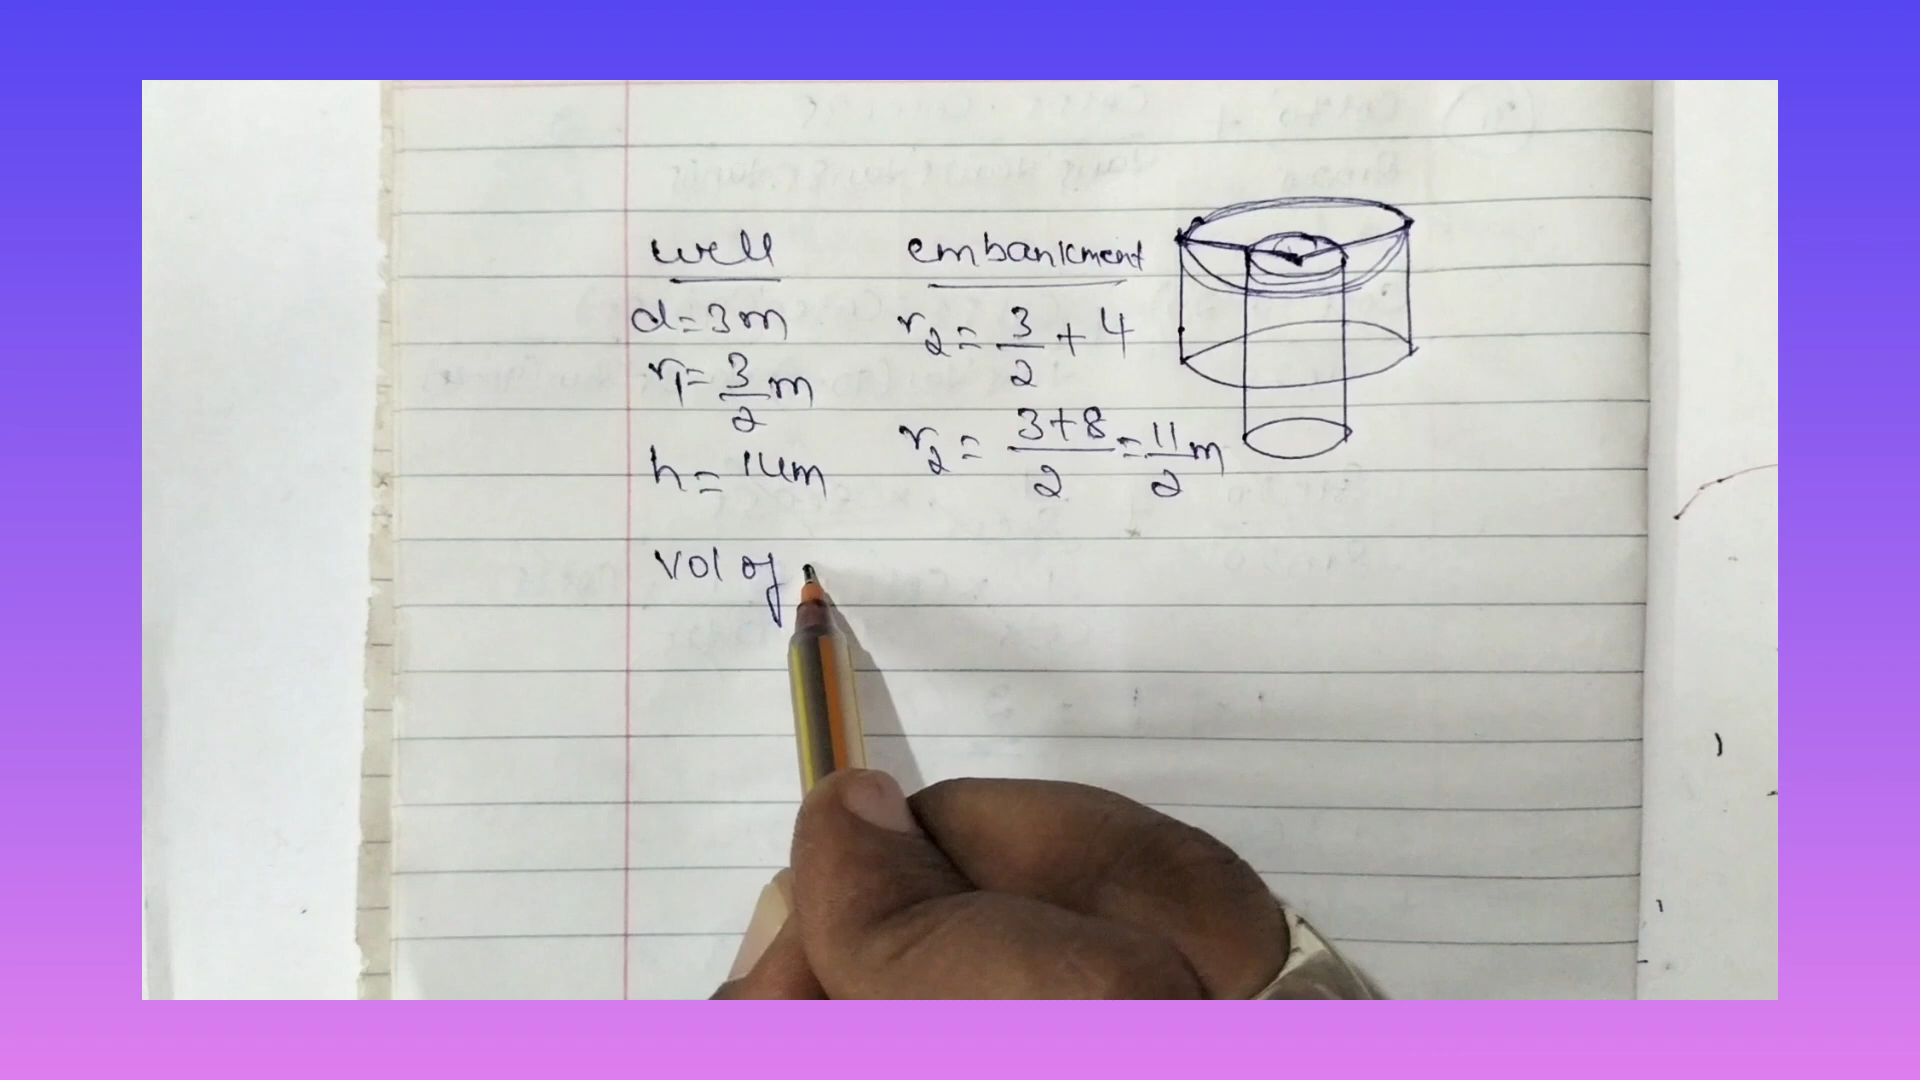 well
d=3m
r1=3/2 m
h=14m
embankment
r2=3/2+4
r2=3+8/2=11/2 m
Vol of